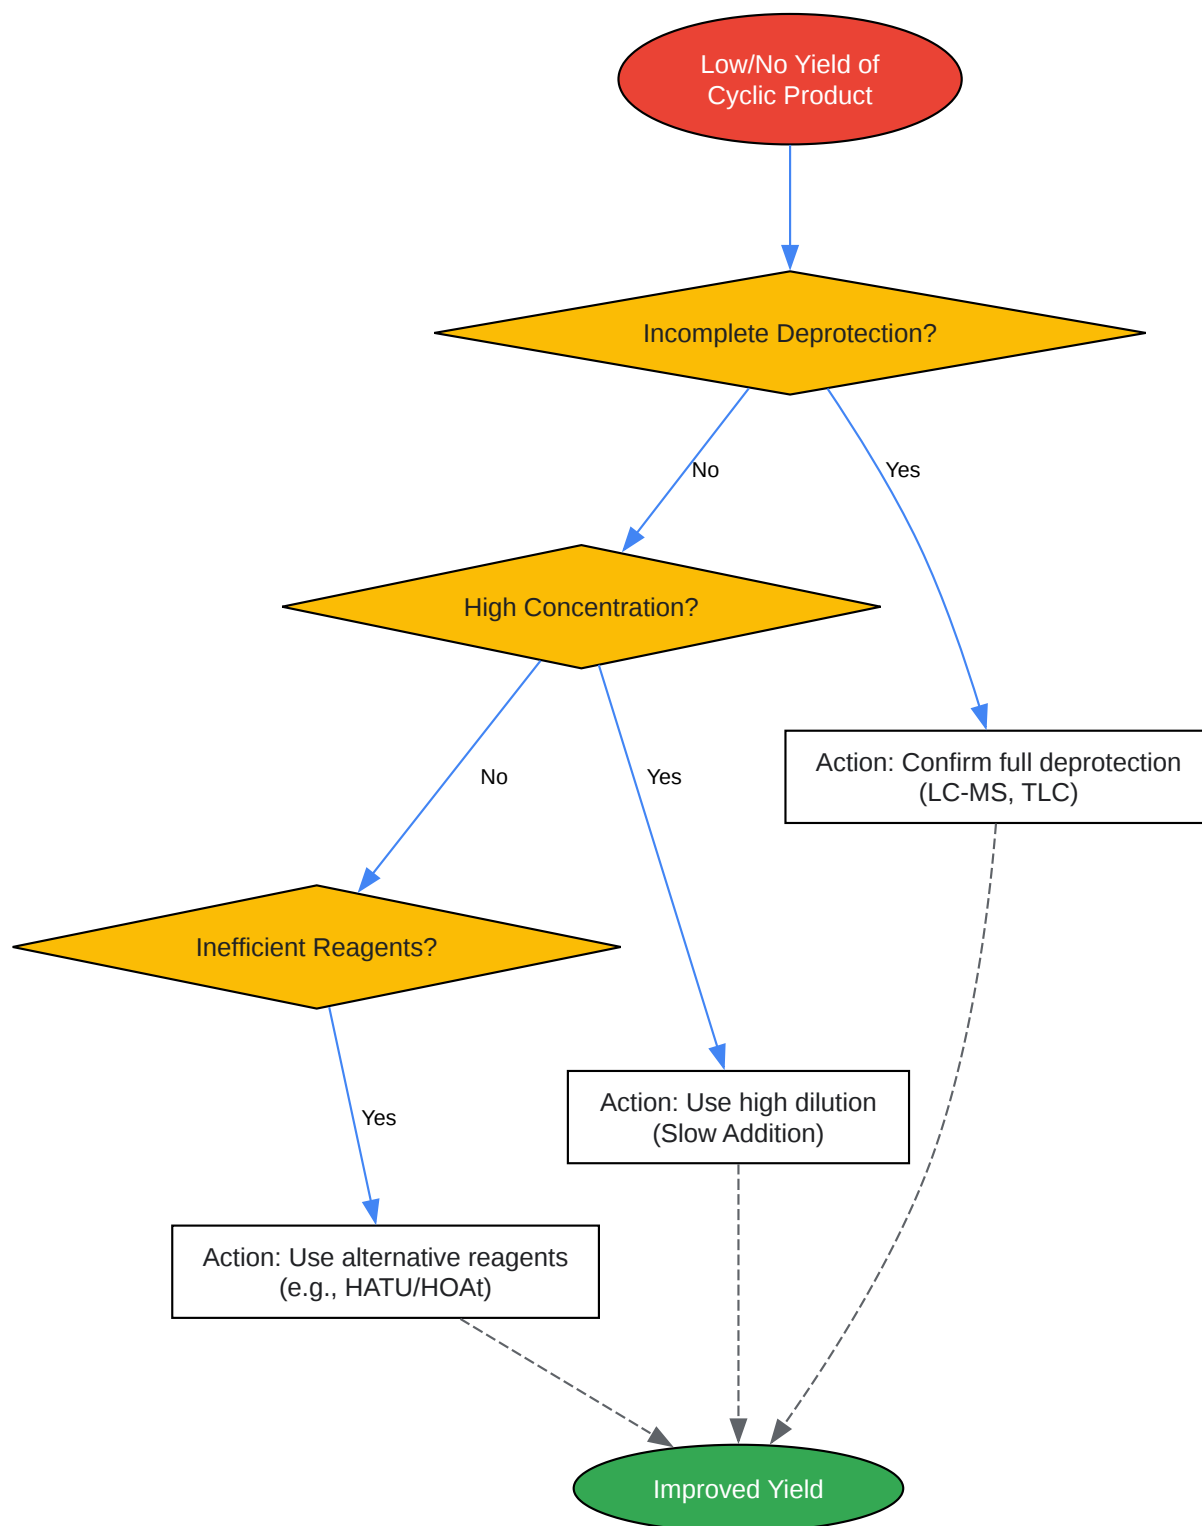 Low/No Yield of
Cyclic Product
Incomplete Deprotection?
No
Yes
High Concentration?
Action: Confirm full deprotection
(LC-MS, TLC)
No
Yes
Inefficient Reagents?
Action: Use high dilution
(Slow Addition)
Yes
Action: Use alternative reagents
(e.g., HATU/HOAt)
Improved Yield